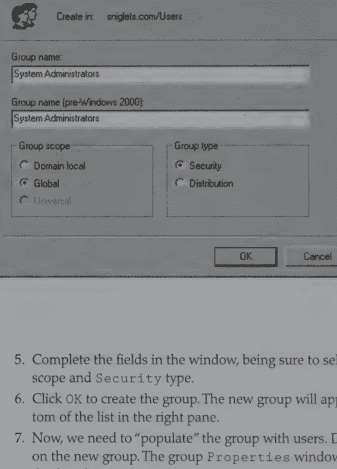 Create in: sniglets.com/Users
Group name:
System Administrators
Group name (pre-Windows 2000):
System Administrators
Group scope
Domain local
Global
Universal
Group type
Security
Distribution
OK
Cancel
5. Complete the fields in the window, being sure to
scope and Security type.
6. Click OK to create the group. The new group will
tom of the list in the right pane.
7. Now, we need to "populate" the group with users.
on the new group. The group Properties